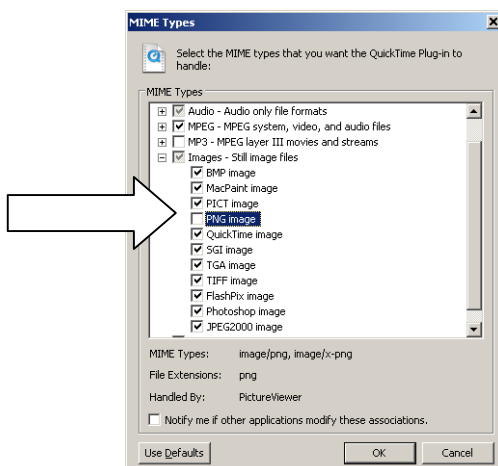 MIME Types
Select the MIME types that you want the QuickTime Plug-in to
handle:
MIME Types
Audio - Audio only file formats
MPEG - MPEG system, video, and audio files
MP3 - MPEG layer III movies and streams
Images - Still image files
BMP image
MacPaint image
PICT image
PNG image
QuickTime image
SGI image
TGA image
TIFF image
FlashPix image
Photoshop image
JPEG2000 image
MIME Types: image/png, image/x-png
File Extensions: png
Handled By: PictureViewer
Notify me if other applications modify these associations.
Use Defaults OK Cancel